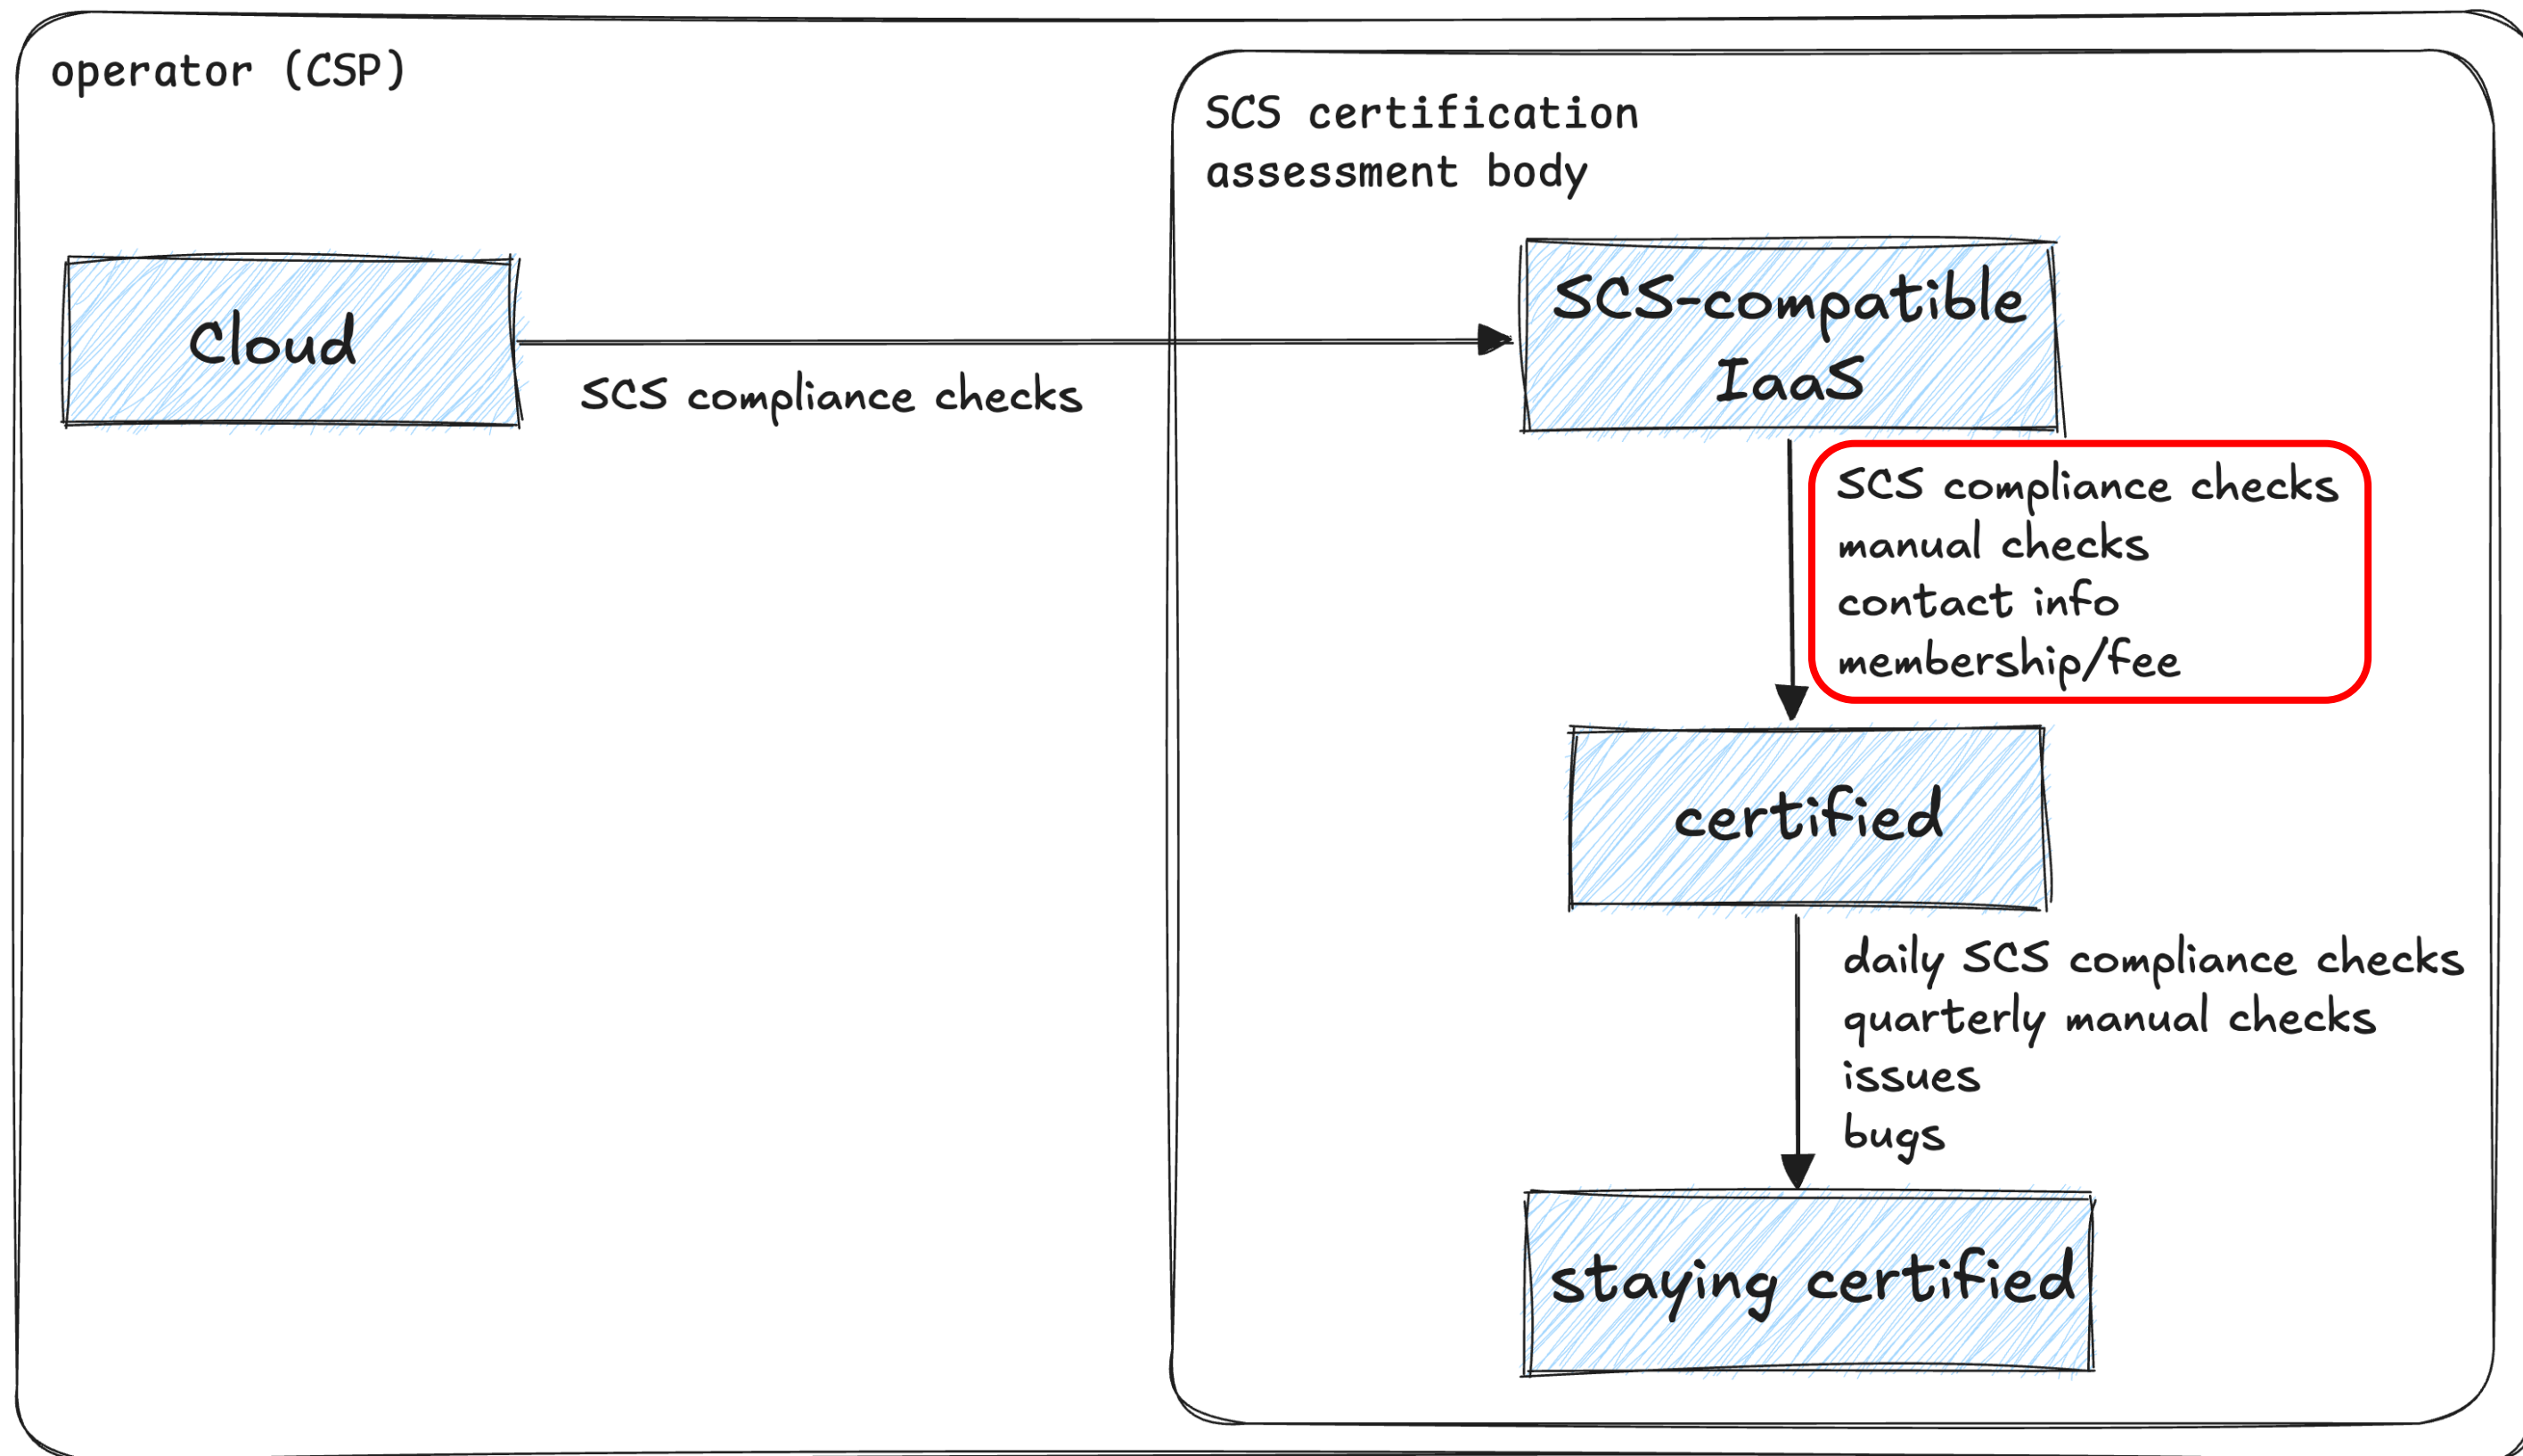 operator (CSP)
SCS certification
assessment body
Cloud
SCS compliance checks
SCS-compatible
IaaS
SCS compliance checks
manual checks
contact info
membership/fee
certified
daily SCS compliance checks
quarterly manual checks
issues
bugs
staying certified